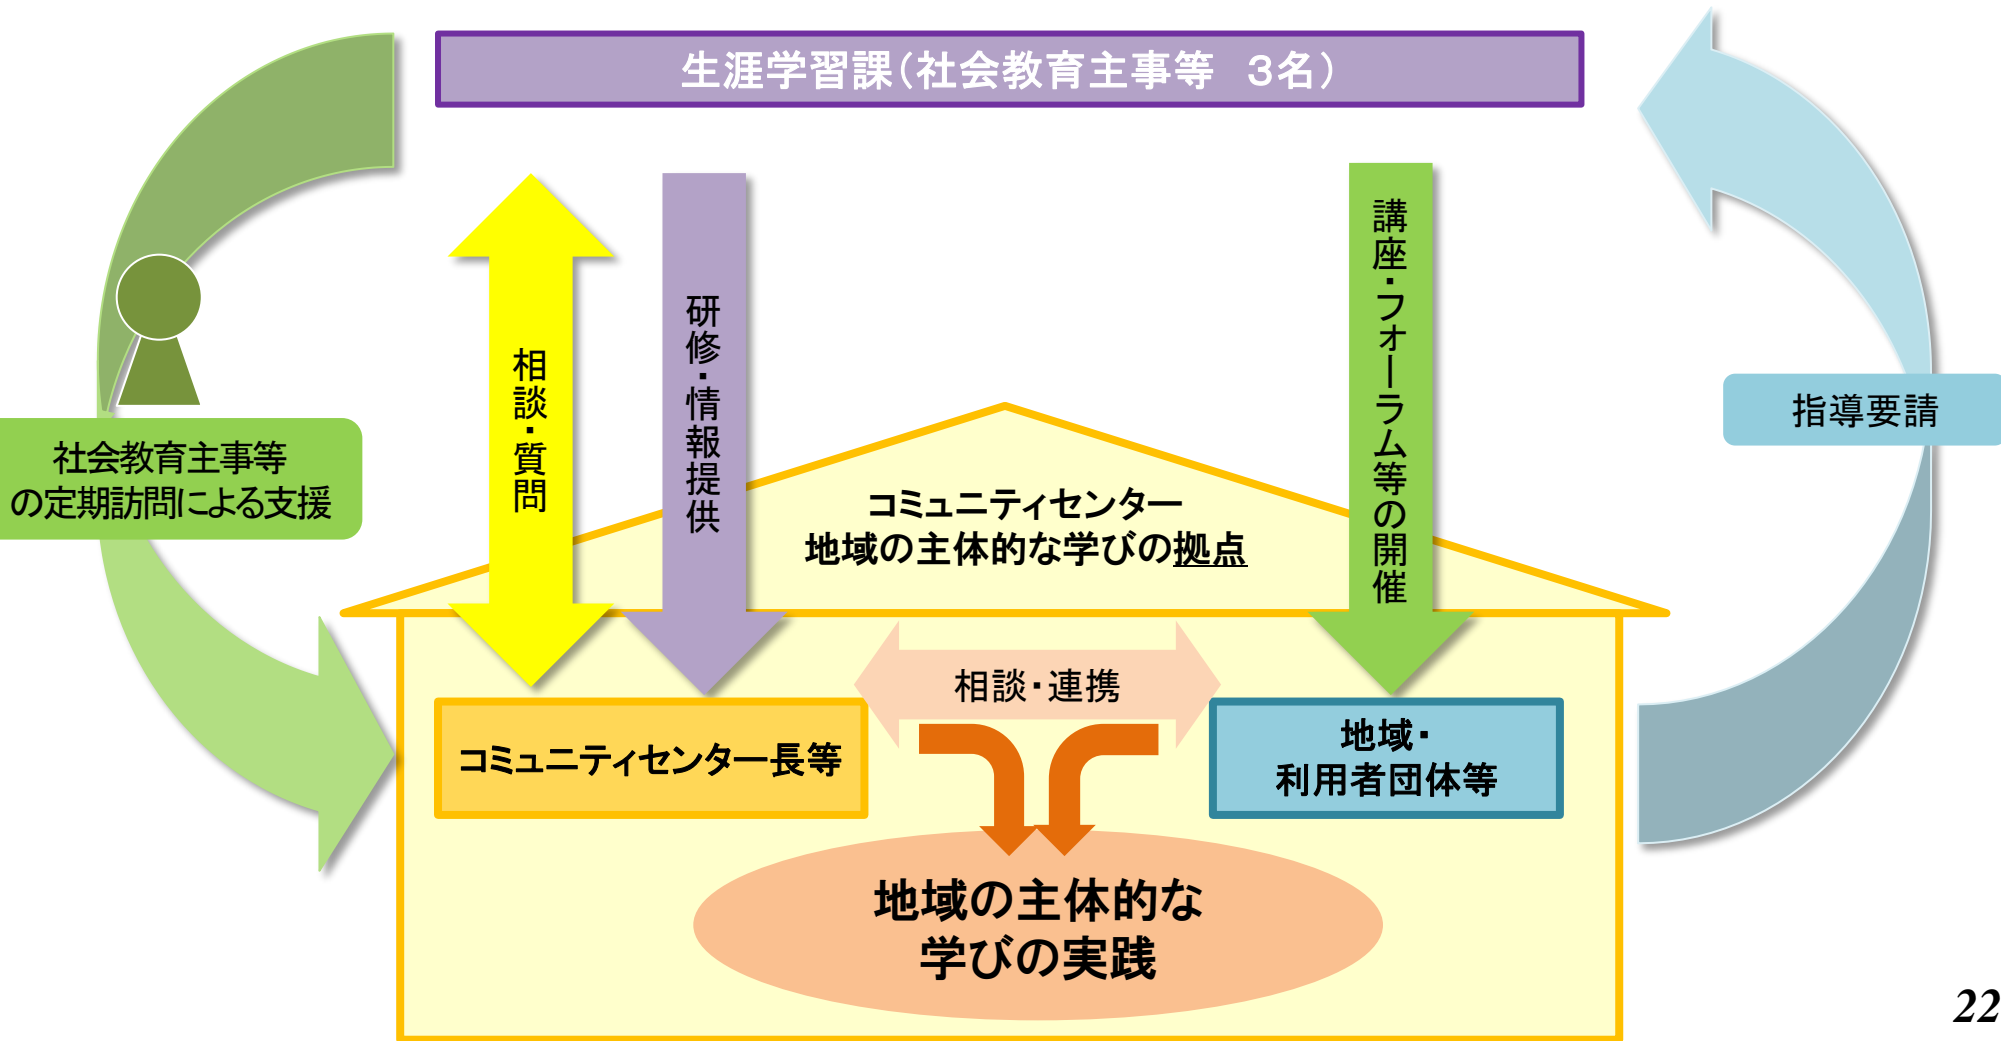 生涯学習課（社会教育主事等　３名）
相談・質問
研修・情報提供
講座・フォーラム等の開催
社会教育主事等
の定期訪問による支援
指導要請
コミュニティセンター
地域の主体的な学びの拠点
相談・連携
コミュニティセンター長等
地域・
利用者団体等
地域の主体的な
学びの実践
22